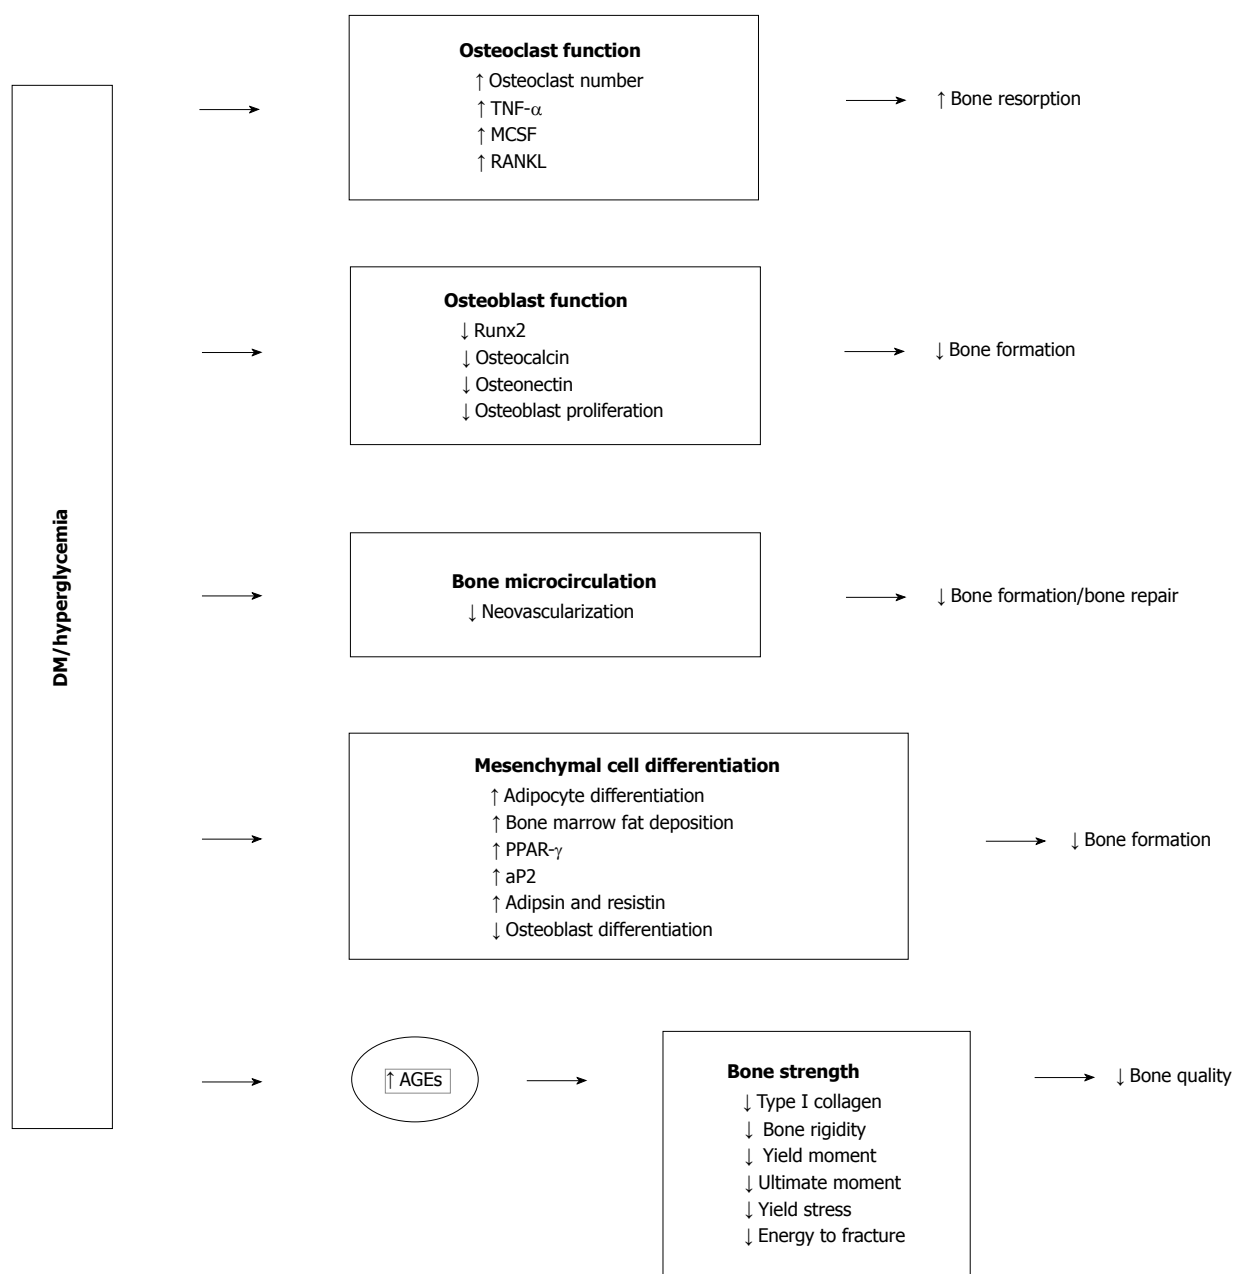 DM/hyperglycemia
Osteoclast function
↑ Osteoclast number
↑ TNF-α
↑ MCSF
↑ RANKL
↑ Bone resorption
Osteoblast function
↓ Runx2
↓ Osteocalcin
↓ Osteonectin
↓ Osteoblast proliferation
↓ Bone formation
Bone microcirculation
↓ Neovascularization
↓ Bone formation/bone repair
Mesenchymal cell differentiation
↑ Adipocyte differentiation
↑ Bone marrow fat deposition
↑ PPAR-γ
↑ aP2
↑ Adipsin and resistin
↓ Osteoblast differentiation
↓ Bone formation
↑ AGEs
Bone strength
↓ Type I collagen
↓ Bone rigidity
↓ Yield moment
↓ Ultimate moment
↓ Yield stress
↓ Energy to fracture
↓ Bone quality